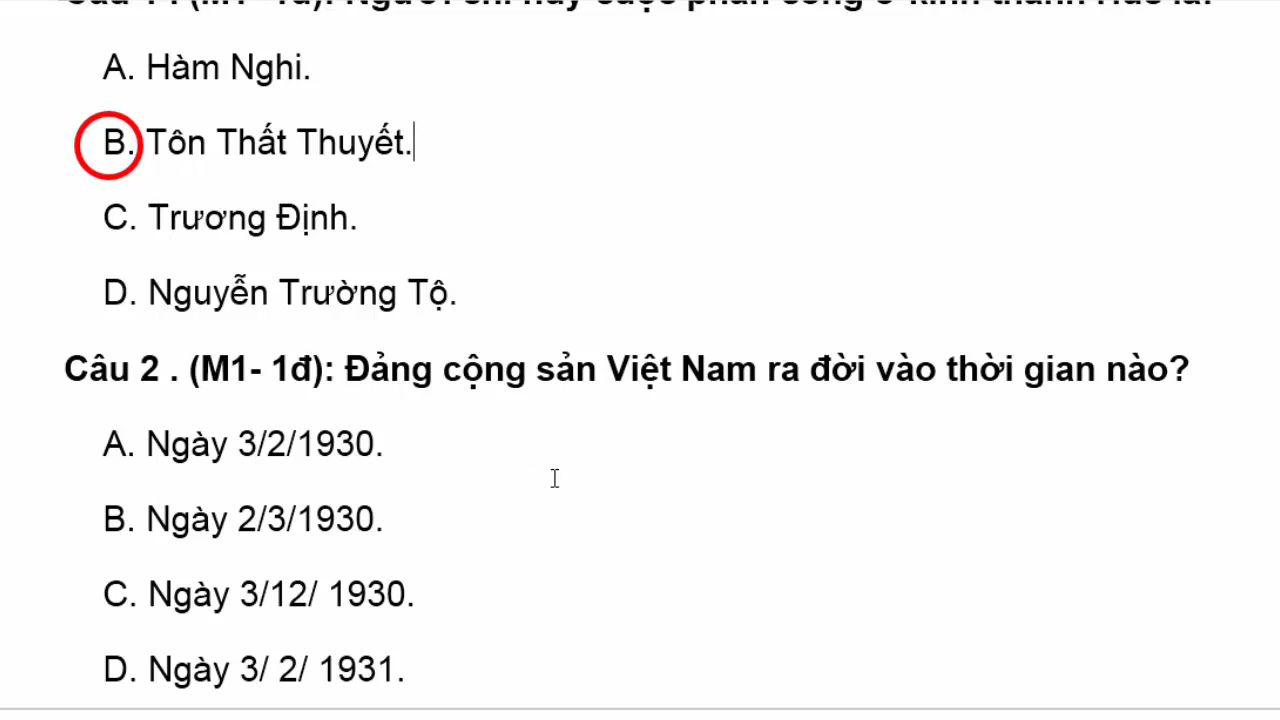 A. Hàm Nghi.
B. Tôn Thất Thuyết.
C. Trương Định.
D. Nguyễn Trường Tộ.
Câu 2 . (M1- 1đ): Đảng cộng sản Việt Nam ra đời vào thời gian nào?
A. Ngày 3/2/1930.
B. Ngày 2/3/1930.
C. Ngày 3/12/ 1930.
D. Ngày 3/ 2/ 1931.